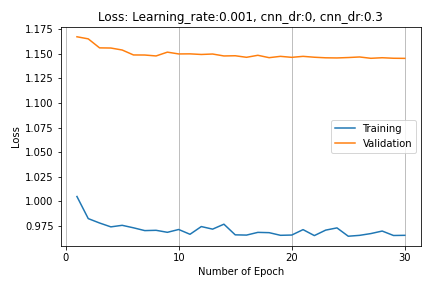 Loss: Learning_rate:0.001, cnn_dr:0, cnn_dr:0.3
1.175
1.150
1.125
1.100
1.075
1.050
1.025
1.000
0.975
Loss
Training
Validation
0
10
20
30
Number of Epoch